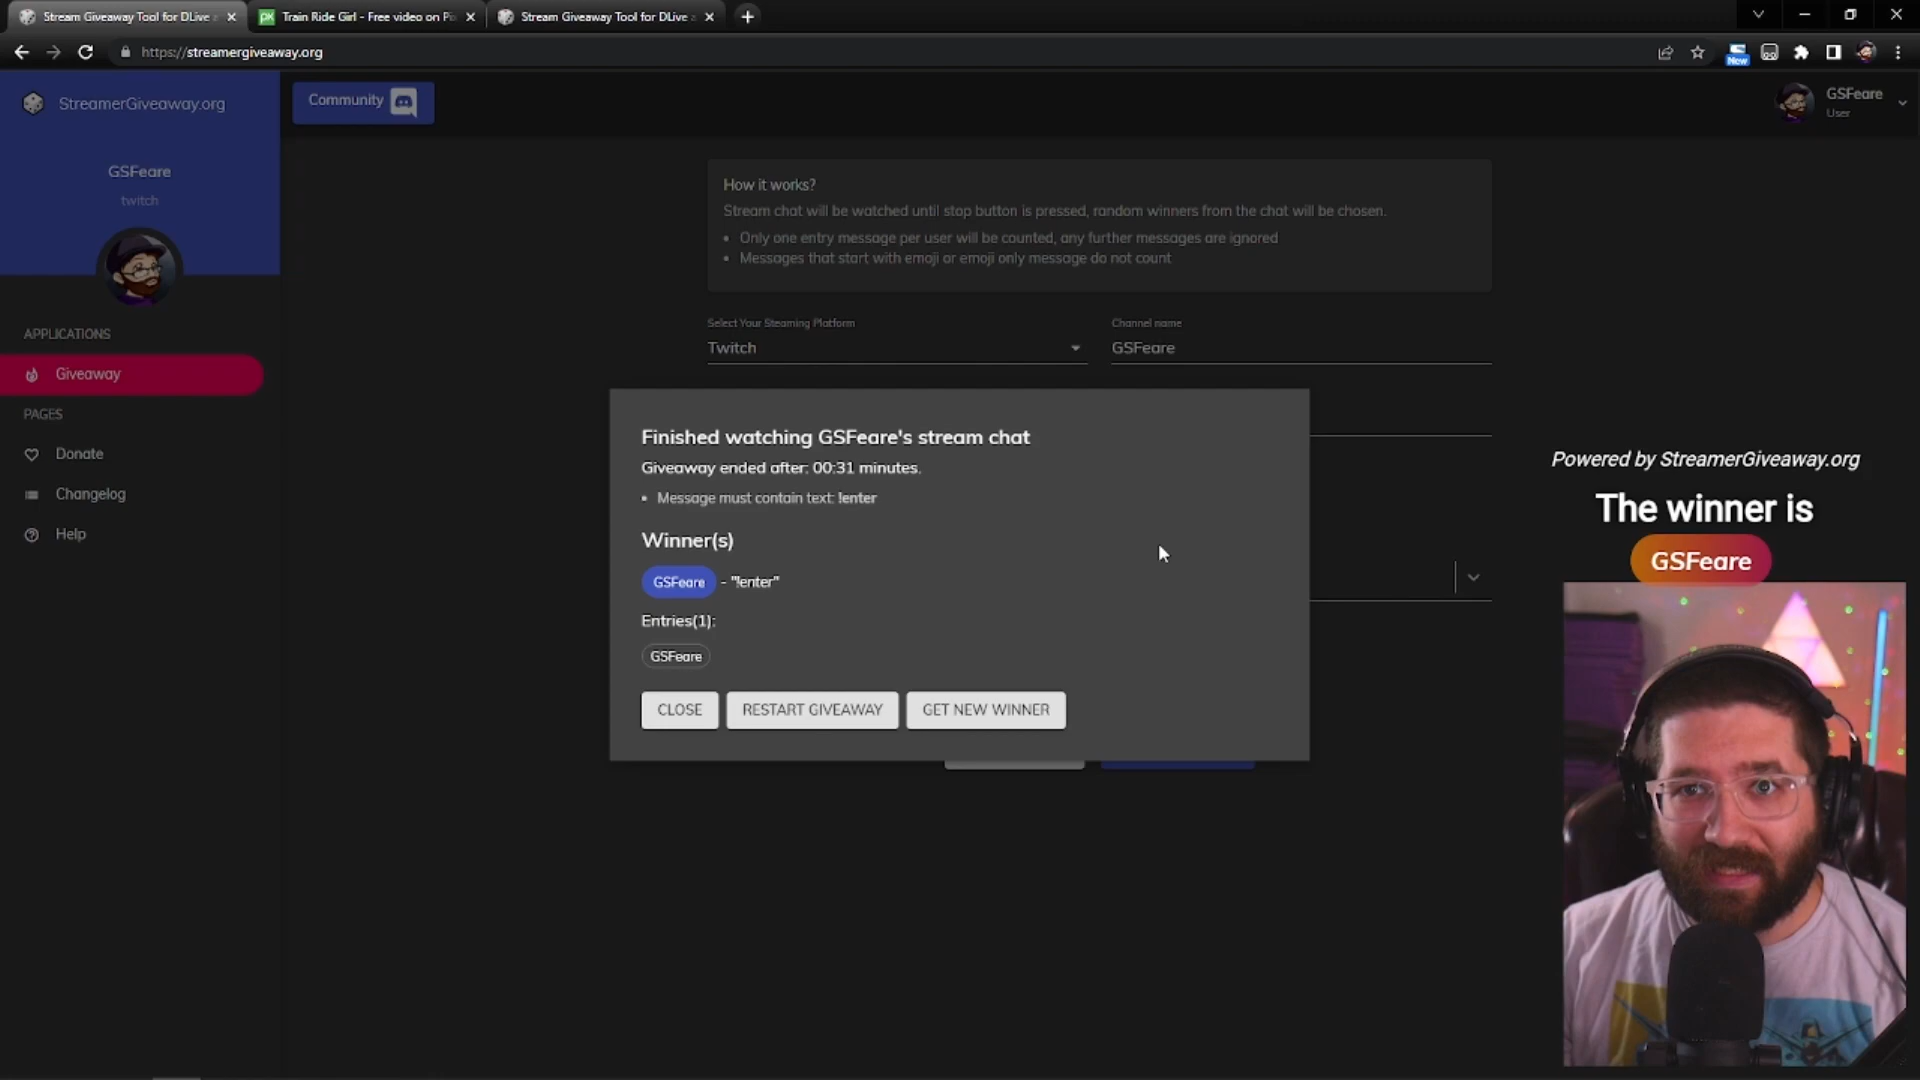 Stream Giveaway Tool for DLive
Train Ride Girl - Free video on Pi
Stream Giveaway Tool for DLive
https://streamergiveaway.org
New
StreamerGiveaway.org
Community
GSFeare
User
GSFeare
twitch
How it works?
Stream chat will be watched until stop button is pressed, random winners from the chat will be chosen.
• Only one entry message per user will be counted, any further messages are ignored
• Messages that start with emoji or emoji only message do not count
APPLICATIONS
Giveaway
PAGES
Donate
Changelog
Help
Select Your Steaming Platform
Twitch
Channel name
GSFeare
Finished watching GSFeare's stream chat
Giveaway ended after: 00:31 minutes.
• Message must contain text: !enter
Winner(s)
GSFeare - "!enter"
Entries(1):
GSFeare
CLOSE
RESTART GIVEAWAY
GET NEW WINNER
Powered by StreamerGiveaway.org
The winner is
GSFeare